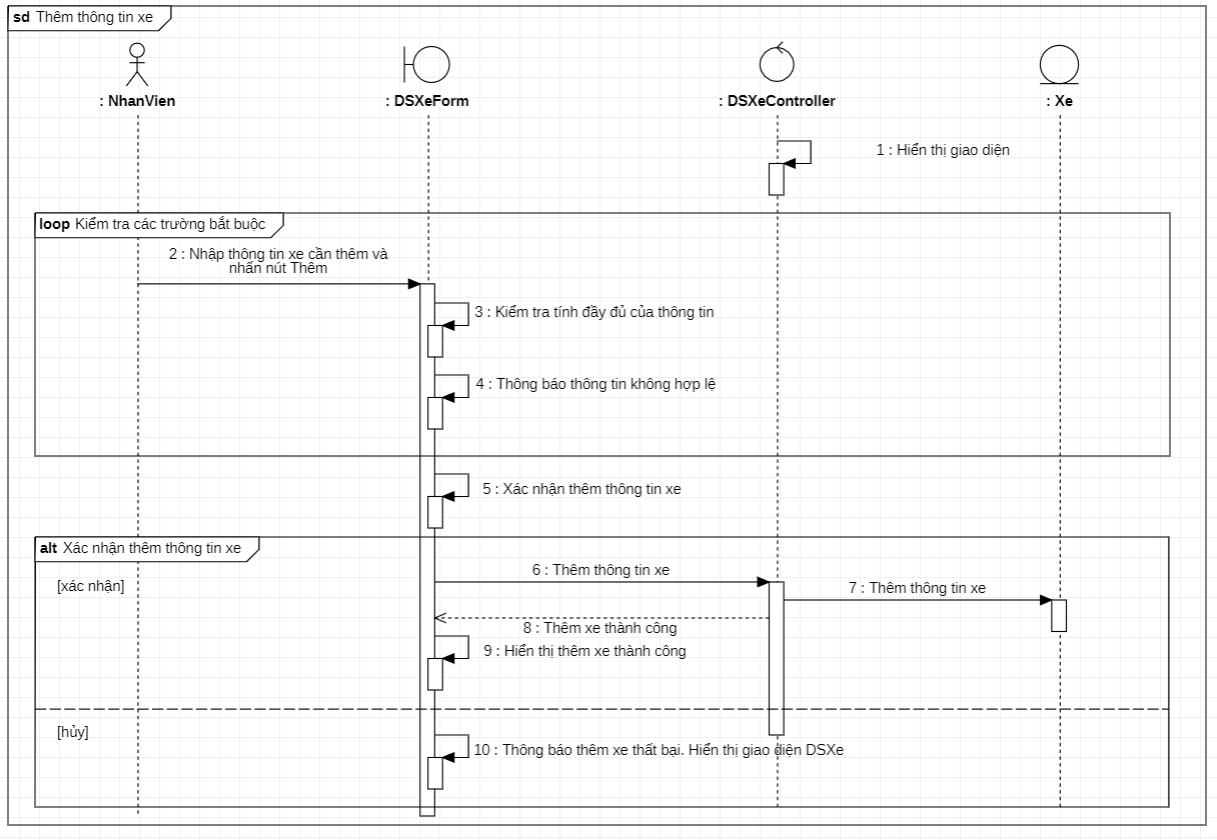 sd Thêm thông tin xe
: NhanVien
: DSXeForm
: DSXeController
: Xe
1 : Hiển thị giao diện
loop Kiểm tra các trường bắt buộc
2 : Nhập thông tin xe cần thêm và
nhấn nút Thêm
3 : Kiểm tra tính đầy đủ của thông tin
4 : Thông báo thông tin không hợp lệ
5 : Xác nhận thêm thông tin xe
alt Xác nhận thêm thông tin xe
[xác nhận]
6 : Thêm thông tin xe
7 : Thêm thông tin xe
8 : Thêm xe thành công
9 : Hiển thị thêm xe thành công
[hủy]
10 : Thông báo thêm xe thất bại. Hiển thị giao diện DSXe